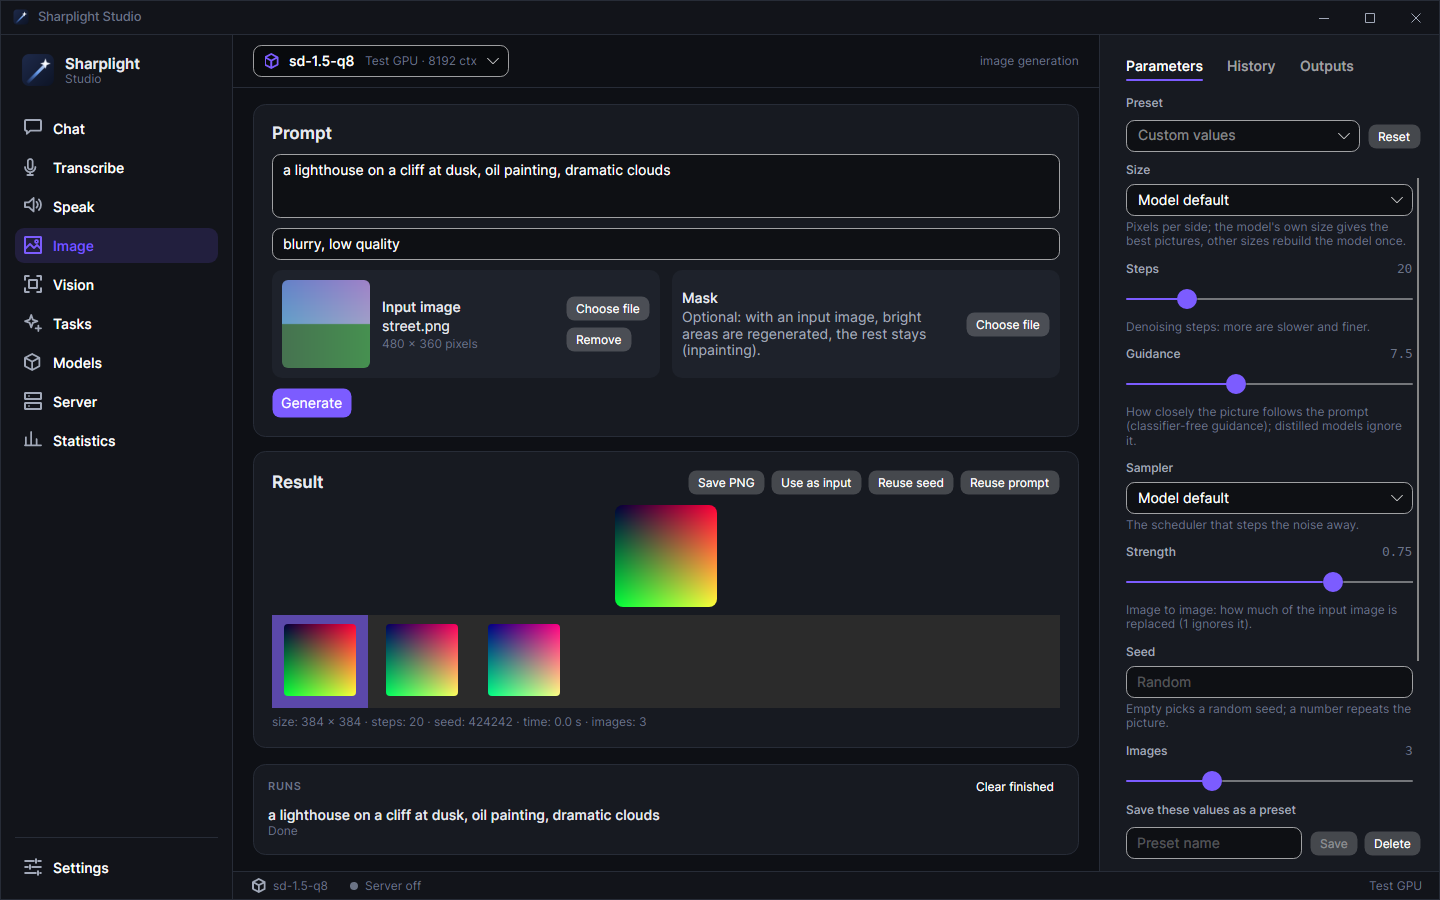 Sharplight Studio
Sharplight
Studio
Chat
Transcribe
Speak
Image
Vision
Tasks
Models
Server
Statistics
Settings
sd-1.5-q8 Test GPU · 8192 ctx
image generation
Prompt
a lighthouse on a cliff at dusk, oil painting, dramatic clouds
blurry, low quality
Input image
street.png
480 × 360 pixels
Choose file
Remove
Mask
Optional: with an input image, bright
areas are regenerated, the rest stays
(inpainting).
Choose file
Generate
Result
Save PNG
Use as input
Reuse seed
Reuse prompt
size: 384 × 384 · steps: 20 · seed: 424242 · time: 0.0 s · images: 3
RUNS
Clear finished
a lighthouse on a cliff at dusk, oil painting, dramatic clouds
Done
sd-1.5-q8
Server off
Test GPU
Parameters
History
Outputs
Preset
Custom values
Reset
Size
Model default
Pixels per side; the model's own size gives the
best pictures, other sizes rebuild the model once.
Steps 20
Denoising steps: more are slower and finer.
Guidance 7.5
How closely the picture follows the prompt
(classifier-free guidance); distilled models ignore
it.
Sampler
Model default
The scheduler that steps the noise away.
Strength 0.75
Image to image: how much of the input image is
replaced (1 ignores it).
Seed
Random
Empty picks a random seed; a number repeats the
picture.
Images 3
Save these values as a preset
Preset name
Save
Delete